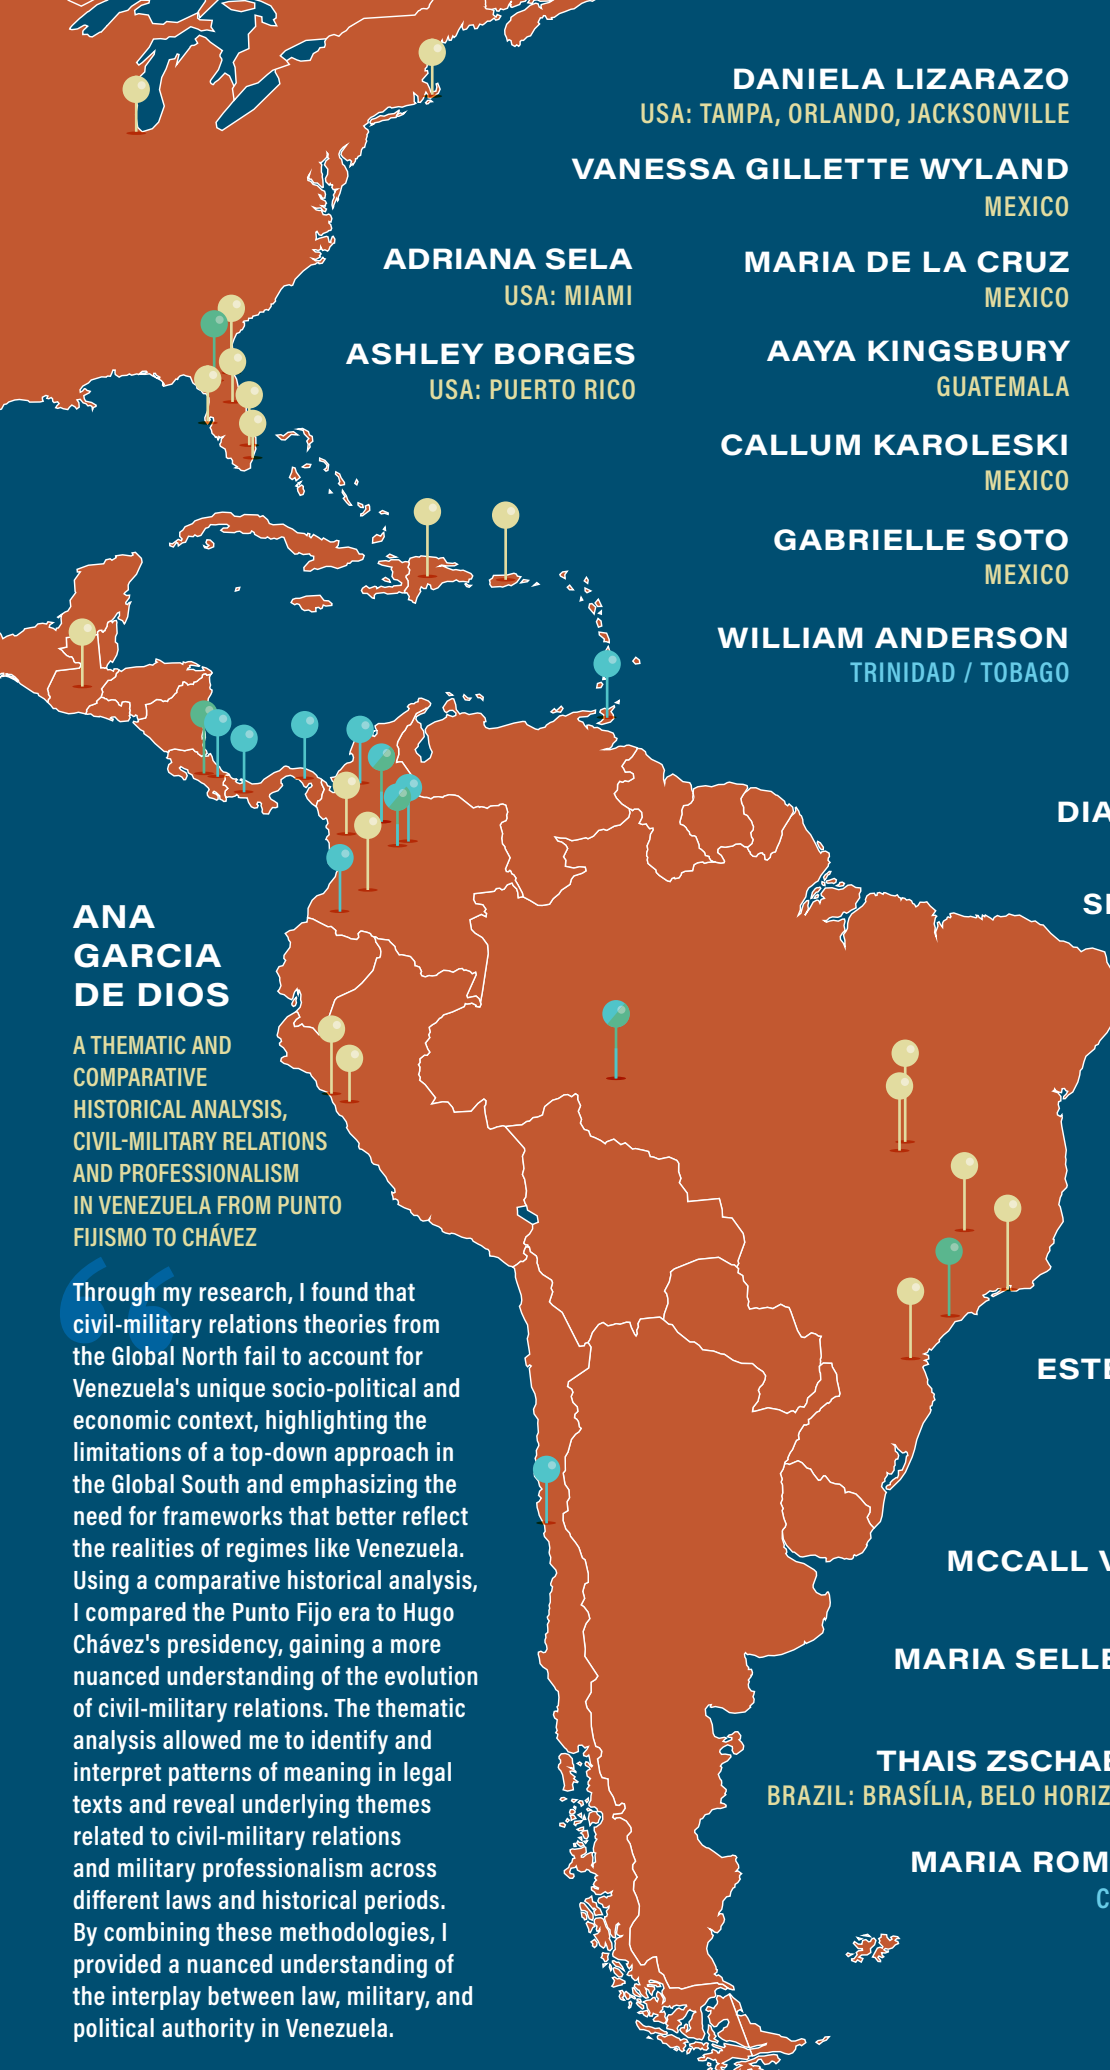 DANIELA LIZARAZO
USA: TAMPA, ORLANDO, JACKSONVILLE
VANESSA GILLETTE WYLAND
MEXICO
ADRIANA SELA
USA: MIAMI
MARIA DE LA CRUZ
MEXICO
ASHLEY BORGES
USA: PUERTO RICO
AAYA KINGSBURY
GUATEMALA
CALLUM KAROLESKI
MEXICO
GABRIELLE SOTO
MEXICO
WILLIAM ANDERSON
TRINIDAD / TOBAGO
DIA
ANA
GARCIA
DE DIOS
A THEMATIC AND
COMPARATIVE
HISTORICAL ANALYSIS,
CIVIL-MILITARY RELATIONS
AND PROFESSIONALISM
IN VENEZUELA FROM PUNTO
FIJISMO TO CHÁVEZ
Through my research, I found that
civil-military relations theories from
the Global North fail to account for
Venezuela's unique socio-political and
economic context, highlighting the
limitations of a top-down approach in
the Global South and emphasizing the
need for frameworks that better reflect
the realities of regimes like Venezuela.
Using a comparative historical analysis,
I compared the Punto Fijo era to Hugo
Chávez's presidency, gaining a more
nuanced understanding of the evolution
of civil-military relations. The thematic
analysis allowed me to identify and
interpret patterns of meaning in legal
texts and reveal underlying themes
related to civil-military relations
and military professionalism across
different laws and historical periods.
By combining these methodologies, I
provided a nuanced understanding of
the interplay between law, military, and
political authority in Venezuela.
ESTE
MCCALL V
MARIA SELLE
THAIS ZSCHAE
BRAZIL: BRASÍLIA, BELO HORIZ
MARIA ROM
C